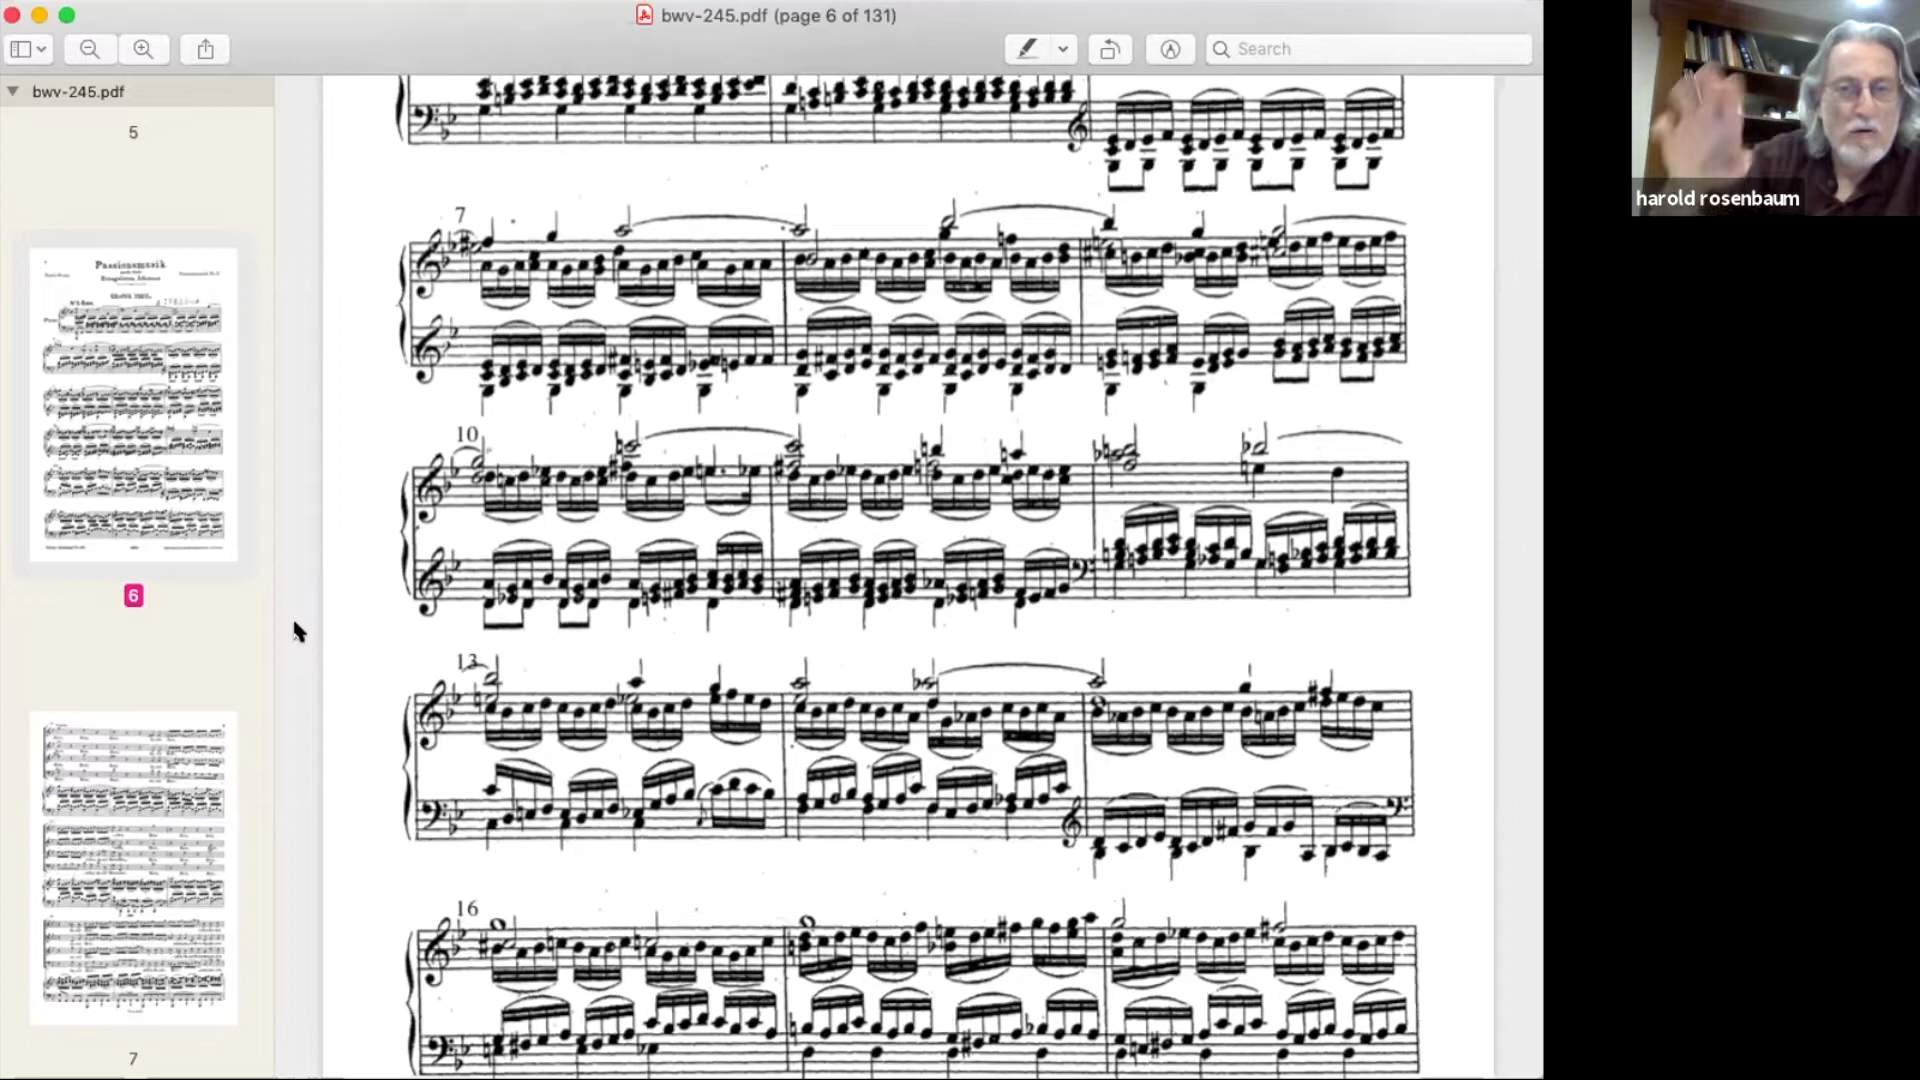 bwv-245.pdf (page 6 of 131)
Search
bwv-245.pdf
5
Passionsmusik
6
7
7
10
13
16
harold rosenbaum